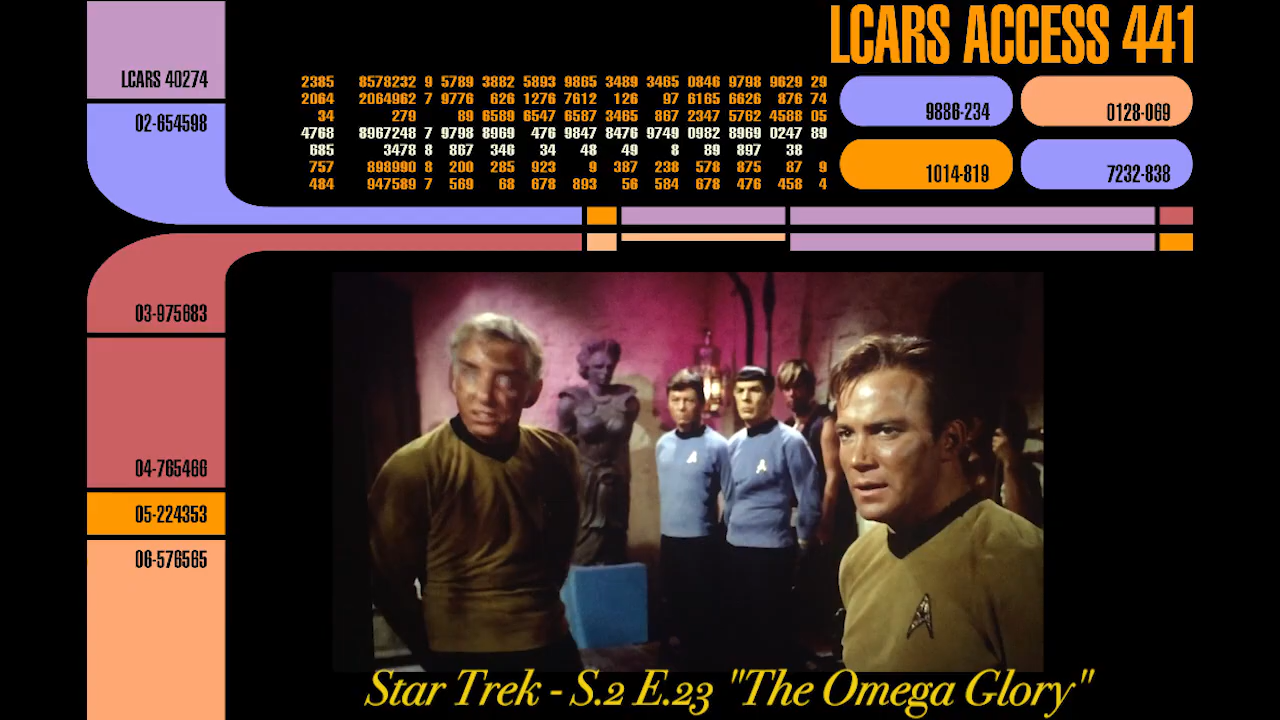 LCARS ACCESS 441
LCARS 40274
02-654598
2385 8578232 9 5789 3882 5893 9865 3489 3465 0846 9798 9629 29
2064 2064962 7 9776 626 1276 7612 126 97 6165 6626 876 74
34 279 89 6589 6547 6587 3465 867 2347 5762 4588 05
4768 8967248 7 9798 8969 476 9847 8476 9749 0982 8969 0247 89
685 3478 8 867 346 34 48 49 8 89 897 38
757 898990 8 200 285 923 9 387 238 578 875 87 9
484 947589 7 569 68 678 893 56 584 678 476 458 4
9886-234
0128-069
1014-819
7232-838
03-975683
04-765466
05-224353
06-576565
Star Trek - S.2 E.23 "The Omega Glory"